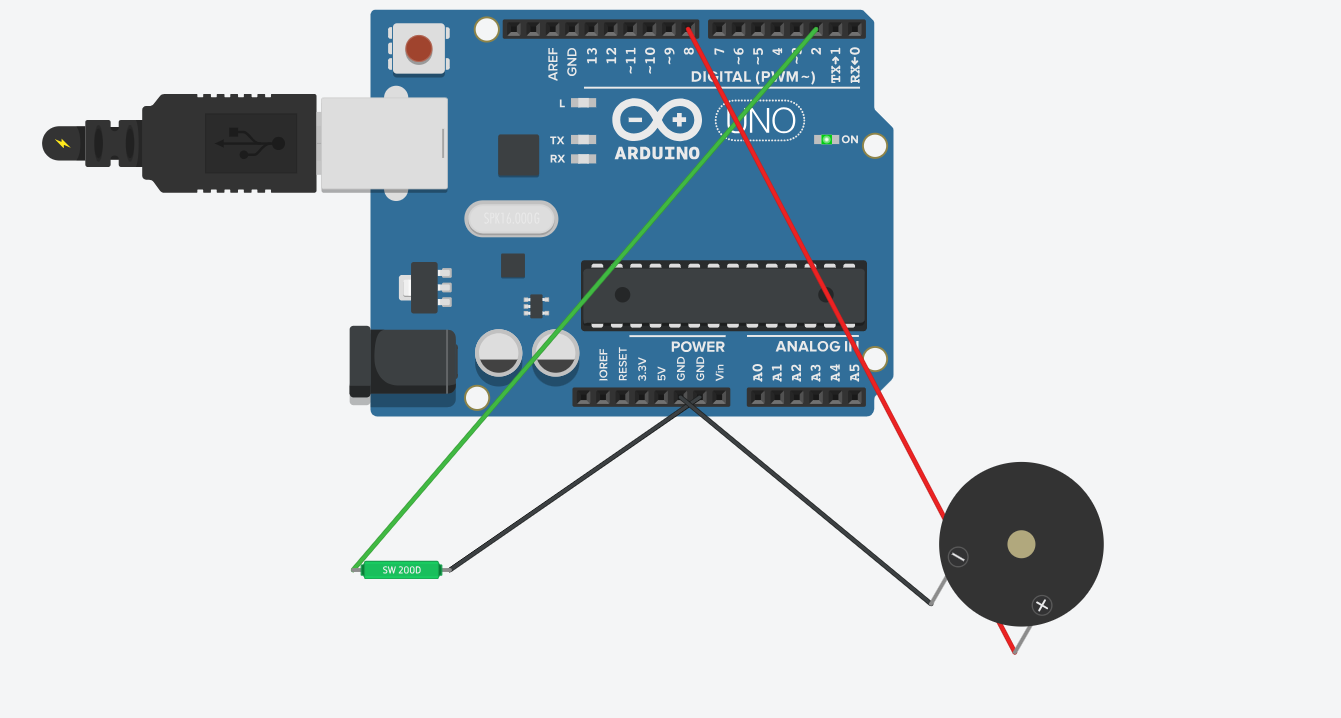 AREF
GND
13
12
~11
~10
~9
8
7
~6
~5
4
~3
2
TX→1
RX←0
DIGITAL (PWM~)
L
TX
RX
ARDUINO
UNO
ON
SPK16.000G
POWER
ANALOG IN
IOREF
RESET
3.3V
5V
GND
GND
Vin
A0
A1
A2
A3
A4
A5
SW 200D